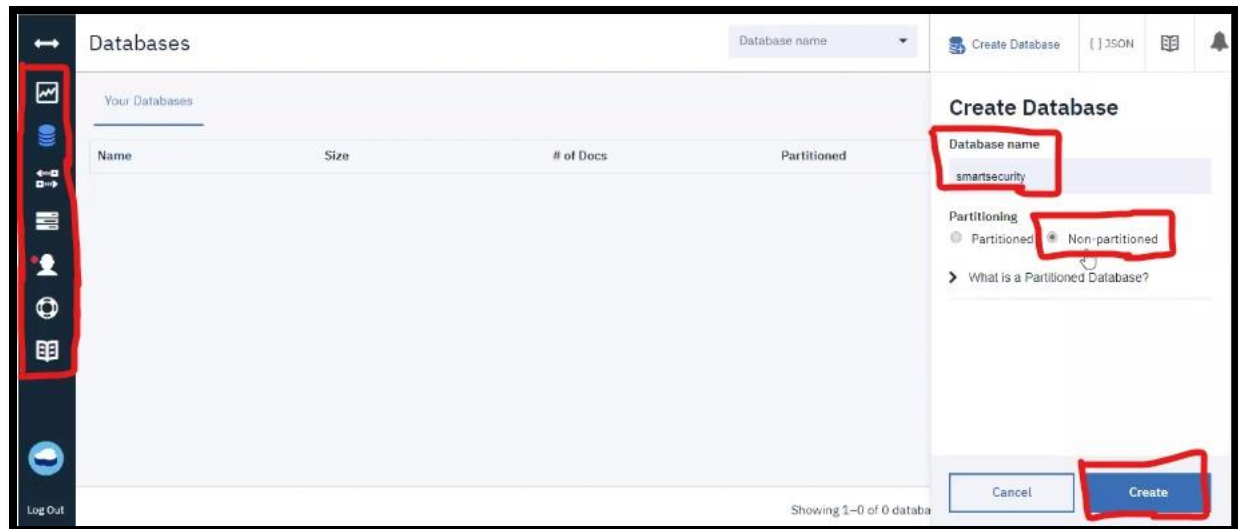 Databases
Database name
Create Database
{ } JSON
Your Databases
Name Size # of Docs Partitioned
Create Database
Database name
smartsecurity
Partitioning
Partitioned Non-partitioned
What is a Partitioned Database?
Cancel Create
Log Out
Showing 1–0 of 0 databa